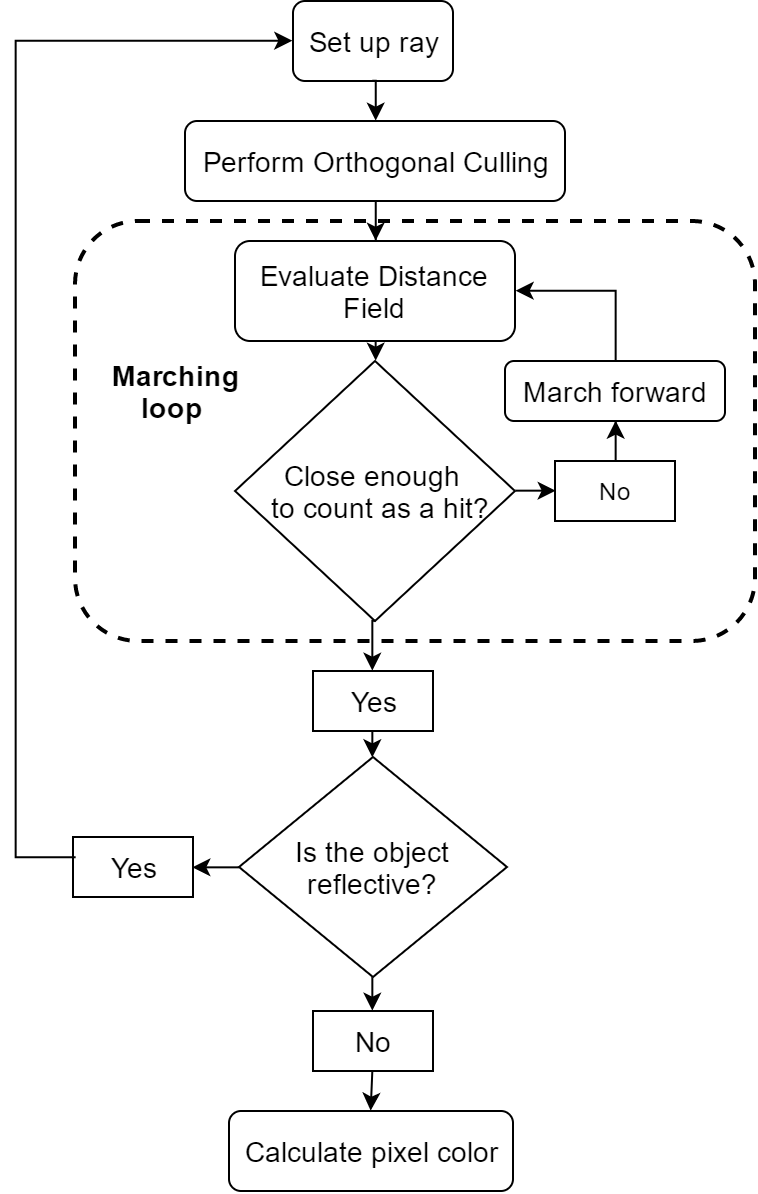 Set up ray
Perform Orthogonal Culling
Evaluate Distance
Field
Marching
loop
March forward
Close enough
to count as a hit?
No
Yes
Is the object
reflective?
Yes
No
Calculate pixel color